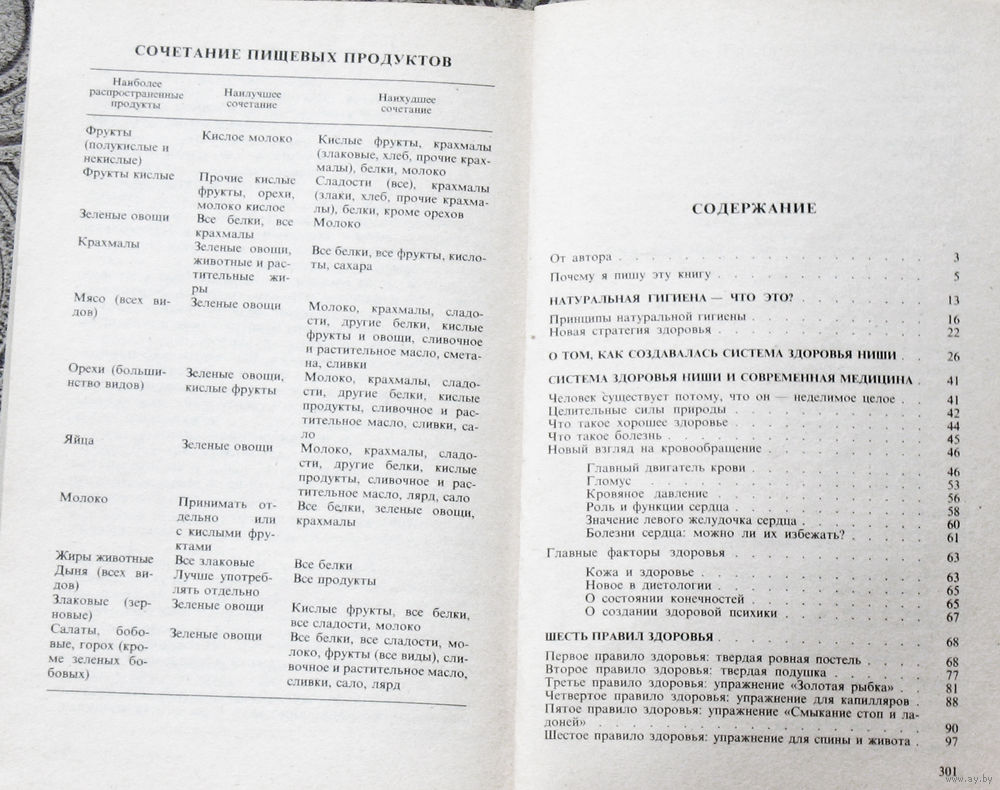 СОЧЕТАНИЕ ПИЩЕВЫХ ПРОДУКТОВ
Наиболее
распространенные
продукты
Наилучшее
сочетание
Наихудшее
сочетание
Фрукты
(полукислые и
некислые)
Кислое молоко
Кислые фрукты, крахмалы
(злаковые, хлеб, прочие крах-
малы), белки, молоко
Фрукты кислые
Прочие кислые
фрукты, орехи,
молоко кислое
Сладости (все), крахмалы
(злаки, хлеб, прочие крахма-
лы), белки, кроме орехов
Зеленые овощи
Все белки, все
крахмалы
Молоко
Крахмалы
Зеленые овощи,
животные и рас-
тительные жи-
ры
Все белки, все фрукты, кисло-
ты, сахара
Мясо (всех ви-
дов)
Зеленые овощи
Молоко, крахмалы, сладо-
сти, другие белки, кислые
фрукты и овощи, сливочное
и растительное масло, смета-
на, сливки
Орехи (большин-
ство видов)
Зеленые овощи,
кислые фрукты
Молоко, крахмалы, сладо-
сти, другие белки, кислые
продукты, сливочное и рас-
тительное масло, сливки, са-
ло
Яйца
Зеленые овощи
Молоко, крахмалы, сладо-
сти, другие белки, кислые
продукты, сливочное и рас-
тительное масло, лярд, сало
Молоко
Принимать от-
дельно или
с кислыми фру-
ктами
Все белки, зеленые овощи,
крахмалы
Жиры животные
Все злаковые
Все белки
Дыня (всех ви-
дов)
Лучше употреб-
лять отдельно
Все продукты
Злаковые (зер-
новые)
Зеленые овощи
Кислые фрукты, все белки,
все сладости, молоко
Салаты, бобо-
вые, горох (кро-
ме зеленых бо-
бовых)
Зеленые овощи
Все белки, все сладости, мо-
локо, фрукты (все виды), сли-
вочное и растительное масло,
сливки, сало, лярд
СОДЕРЖАНИЕ
От автора . . . 3
Почему я пишу эту книгу . . . 5
НАТУРАЛЬНАЯ ГИГИЕНА — ЧТО ЭТО? . . . 13
Принципы натуральной гигиены . . . 16
Новая стратегия здоровья . . . 22
О ТОМ, КАК СОЗДАВАЛАСЬ СИСТЕМА ЗДОРОВЬЯ НИШИ . . 26
СИСТЕМА ЗДОРОВЬЯ НИШИ И СОВРЕМЕННАЯ МЕДИЦИНА . 41
Человек существует потому, что он — неделимое целое . . 41
Целительные силы природы . . . 42
Что такое хорошее здоровье . . . 44
Что такое болезнь . . . 45
Новый взгляд на кровообращение . . . 46
Главный двигатель крови . . . 46
Гломус . . . 53
Кровяное давление . . . 56
Роль и функции сердца . . . 58
Значение левого желудочка сердца . . . 60
Болезни сердца: можно ли их избежать? . . . 61
Главные факторы здоровья . . . 63
Кожа и здоровье . . . 63
Новое в диетологии . . . 65
О состоянии конечностей . . . 65
О создании здоровой психики . . . 67
ШЕСТЬ ПРАВИЛ ЗДОРОВЬЯ . . . 68
Первое правило здоровья: твердая ровная постель . . . 68
Второе правило здоровья: твердая подушка . . . 77
Третье правило здоровья: упражнение «Золотая рыбка» . . 81
Четвертое правило здоровья: упражнение для капилляров . 88
Пятое правило здоровья: упражнение «Смыкание стоп и ла-
доней» . . . 90
Шестое правило здоровья: упражнение для спины и живота . 97
301
www.ay.by